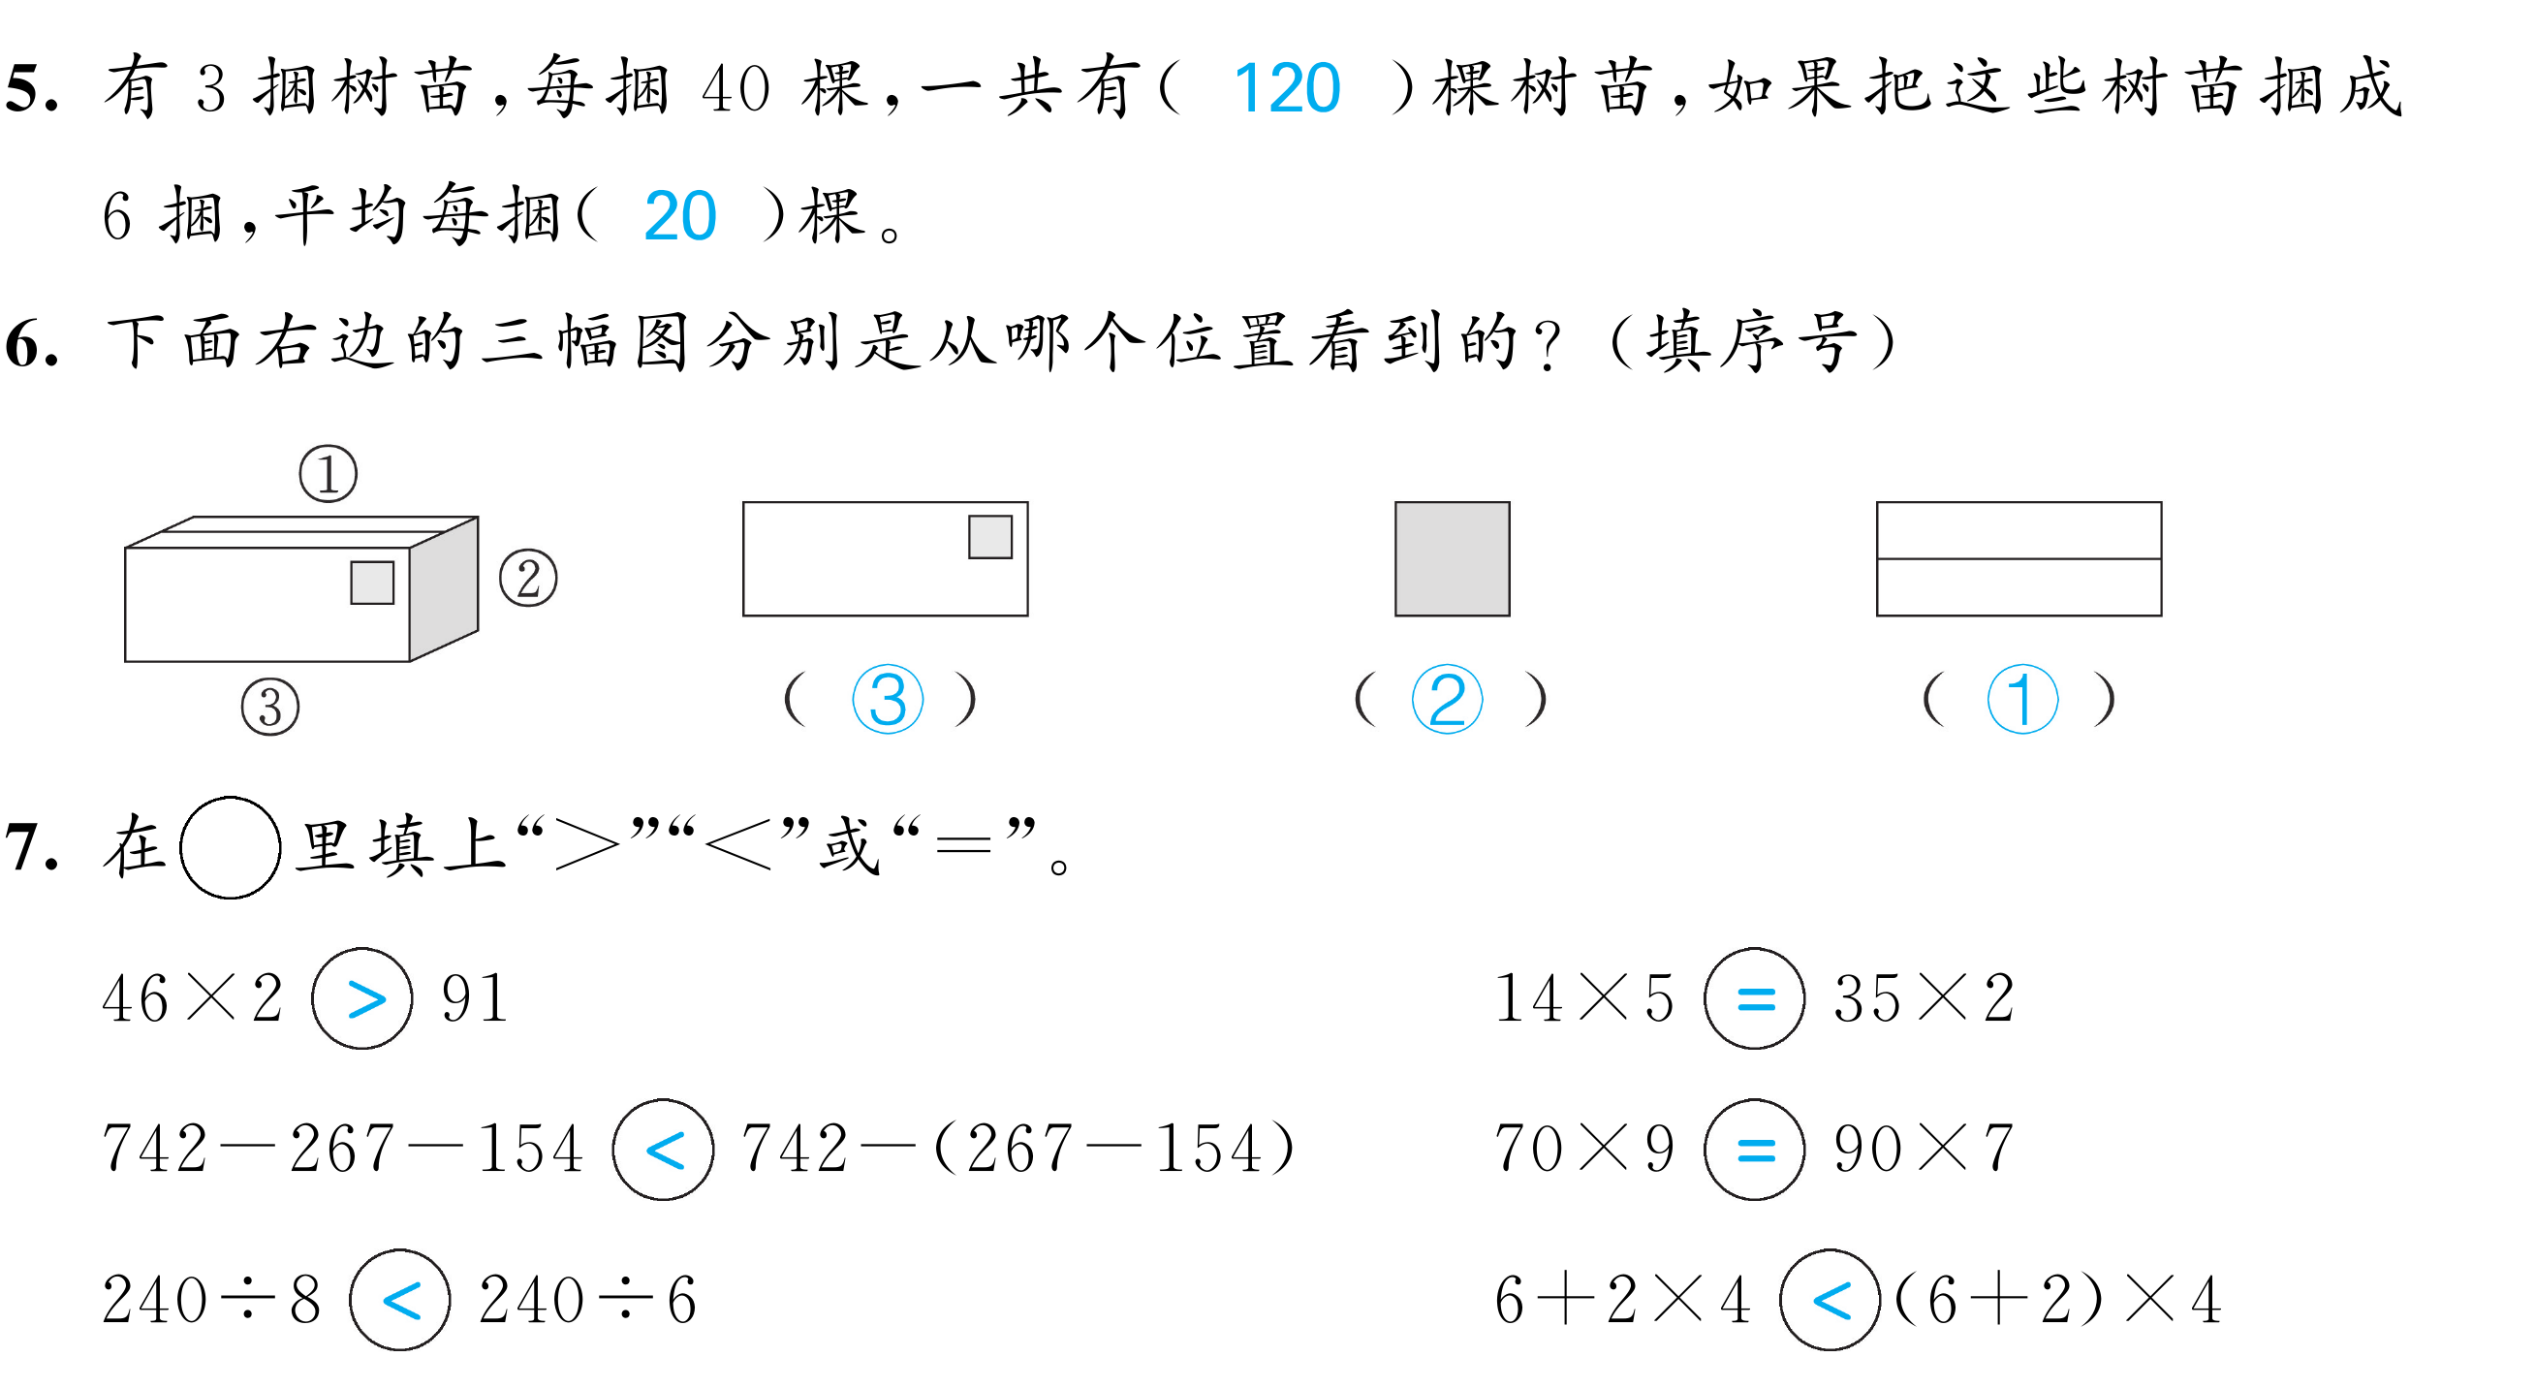 5. 有 3 捆树苗,每捆 40 棵,一共有( 120 )棵树苗,如果把这些树苗捆成
6 捆,平均每捆( 20 )棵。
6. 下面右边的三幅图分别是从哪个位置看到的?(填序号)
①
②
③
( ③ ) ( ② ) ( ① )
7. 在○里填上“>”“<”或“=”。
46×2 > 91 14×5 = 35×2
742-267-154 < 742-(267-154) 70×9 = 90×7
240÷8 < 240÷6 6+2×4 < (6+2)×4